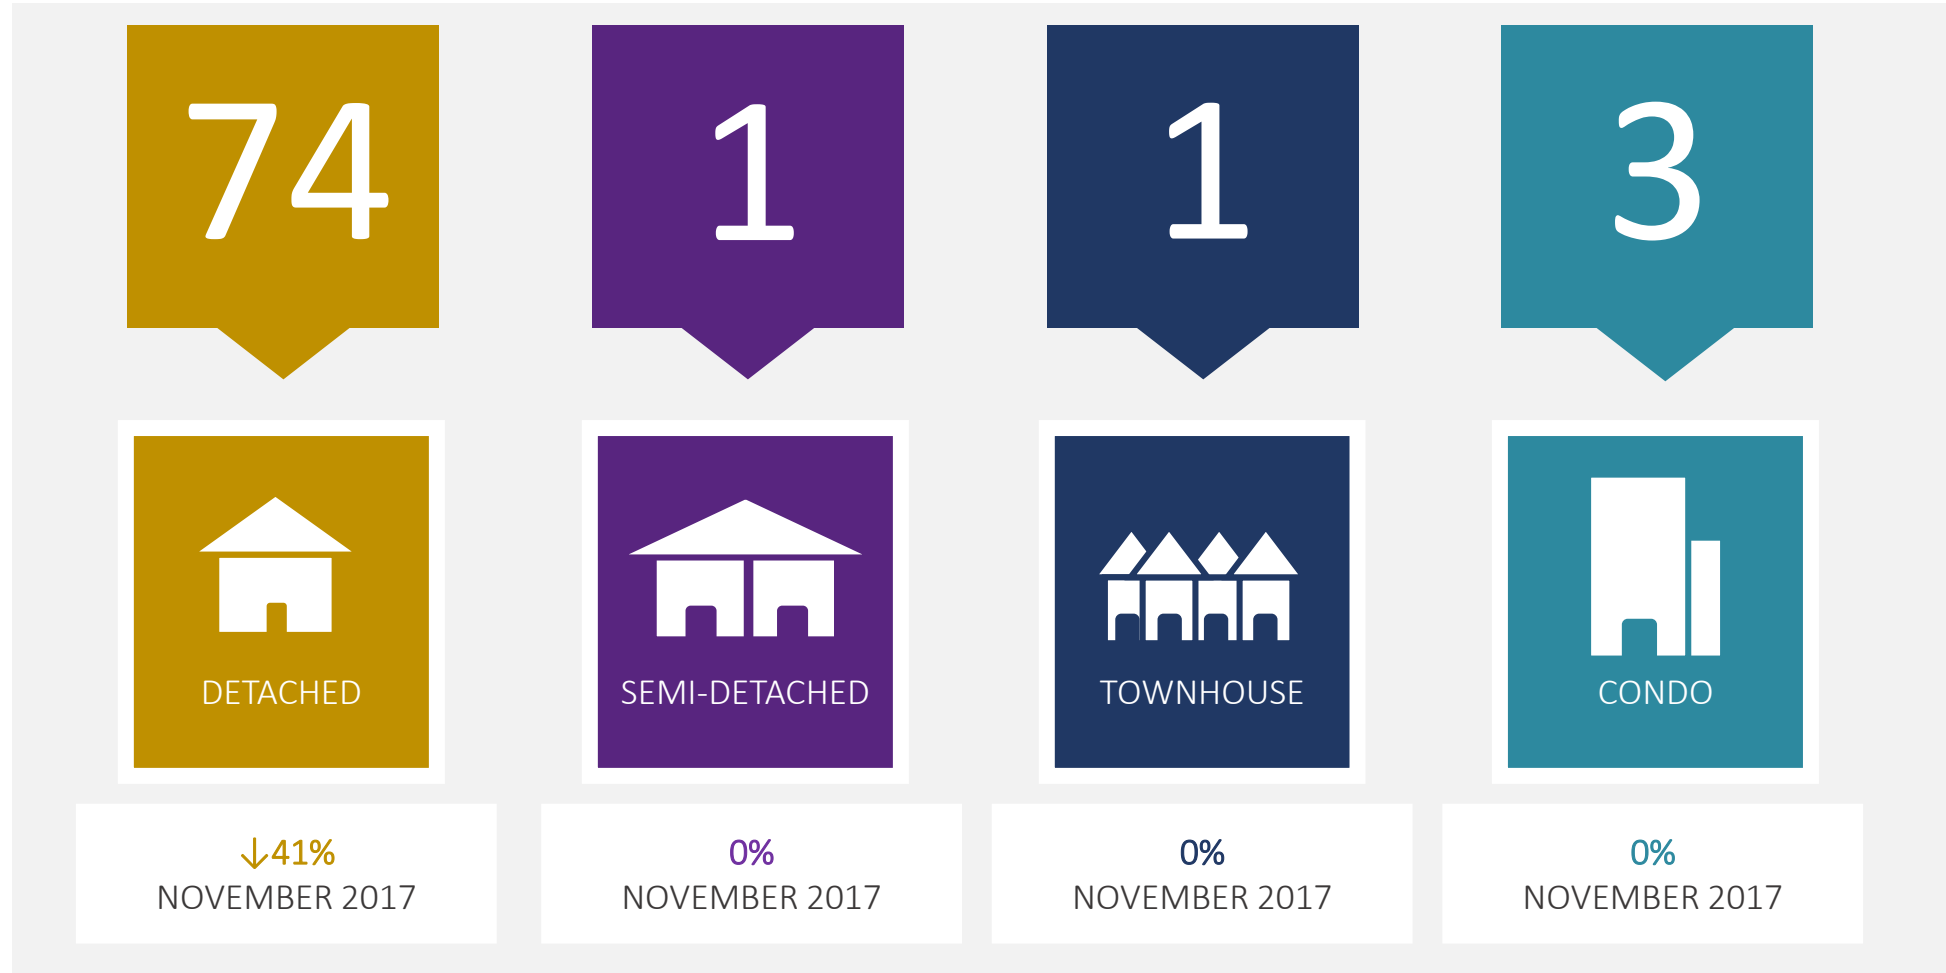 74
1
1
3
DETACHED
SEMI-DETACHED
TOWNHOUSE
CONDO
↓41%
NOVEMBER 2017
0%
NOVEMBER 2017
0%
NOVEMBER 2017
0%
NOVEMBER 2017